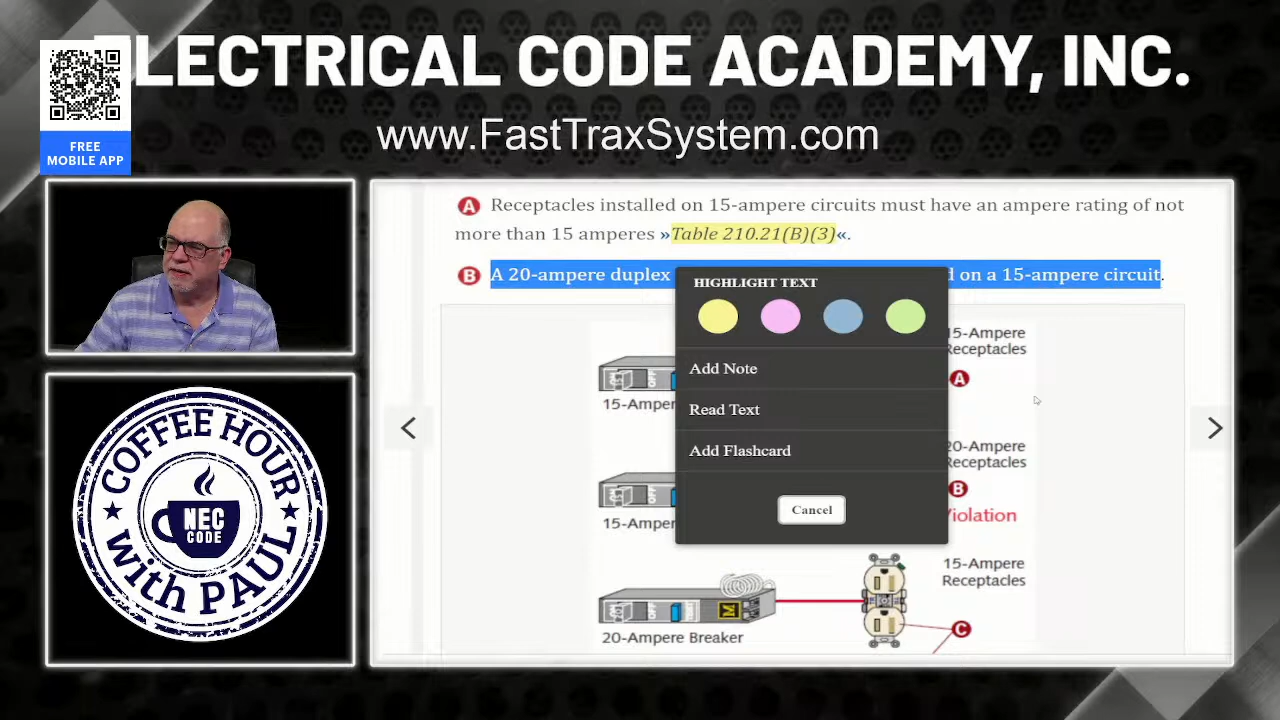 ELECTRICAL CODE ACADEMY, INC.
www.FastTraxSystem.com
FREE
MOBILE APP
A Receptacles installed on 15-ampere circuits must have an ampere rating of not
more than 15 amperes »Table 210.21(B)(3)«.
B A 20-ampere duplex d on a 15-ampere circuit.
HIGHLIGHT TEXT
Add Note
Read Text
Add Flashcard
Cancel
15-Ampere
Receptacles
A
15-Amper
20-Ampere
Receptacles
B
Violation
15-Amper
15-Ampere
Receptacles
C
20-Ampere Breaker
COFFEE HOUR
NEC
CODE
with PAUL